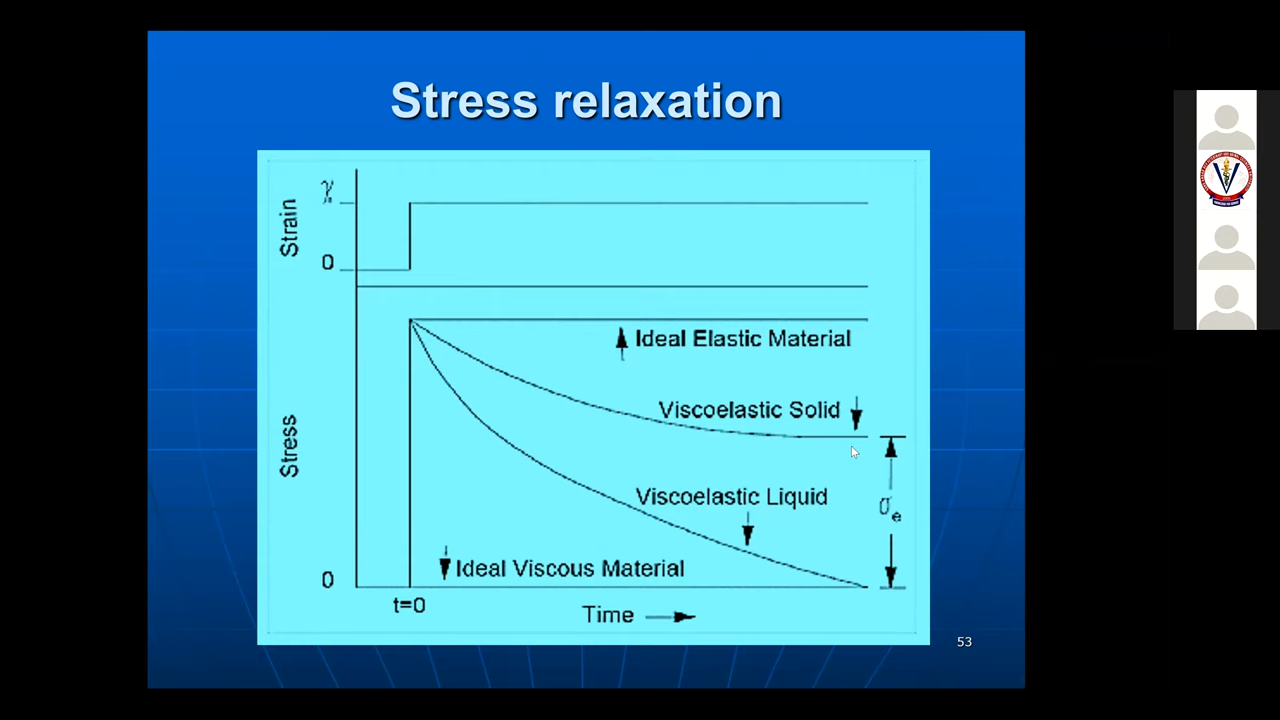 Stress relaxation
γ
Strain
0
Ideal Elastic Material
Viscoelastic Solid
Stress
Viscoelastic Liquid
σe
Ideal Viscous Material
0
t=0
Time
53
V